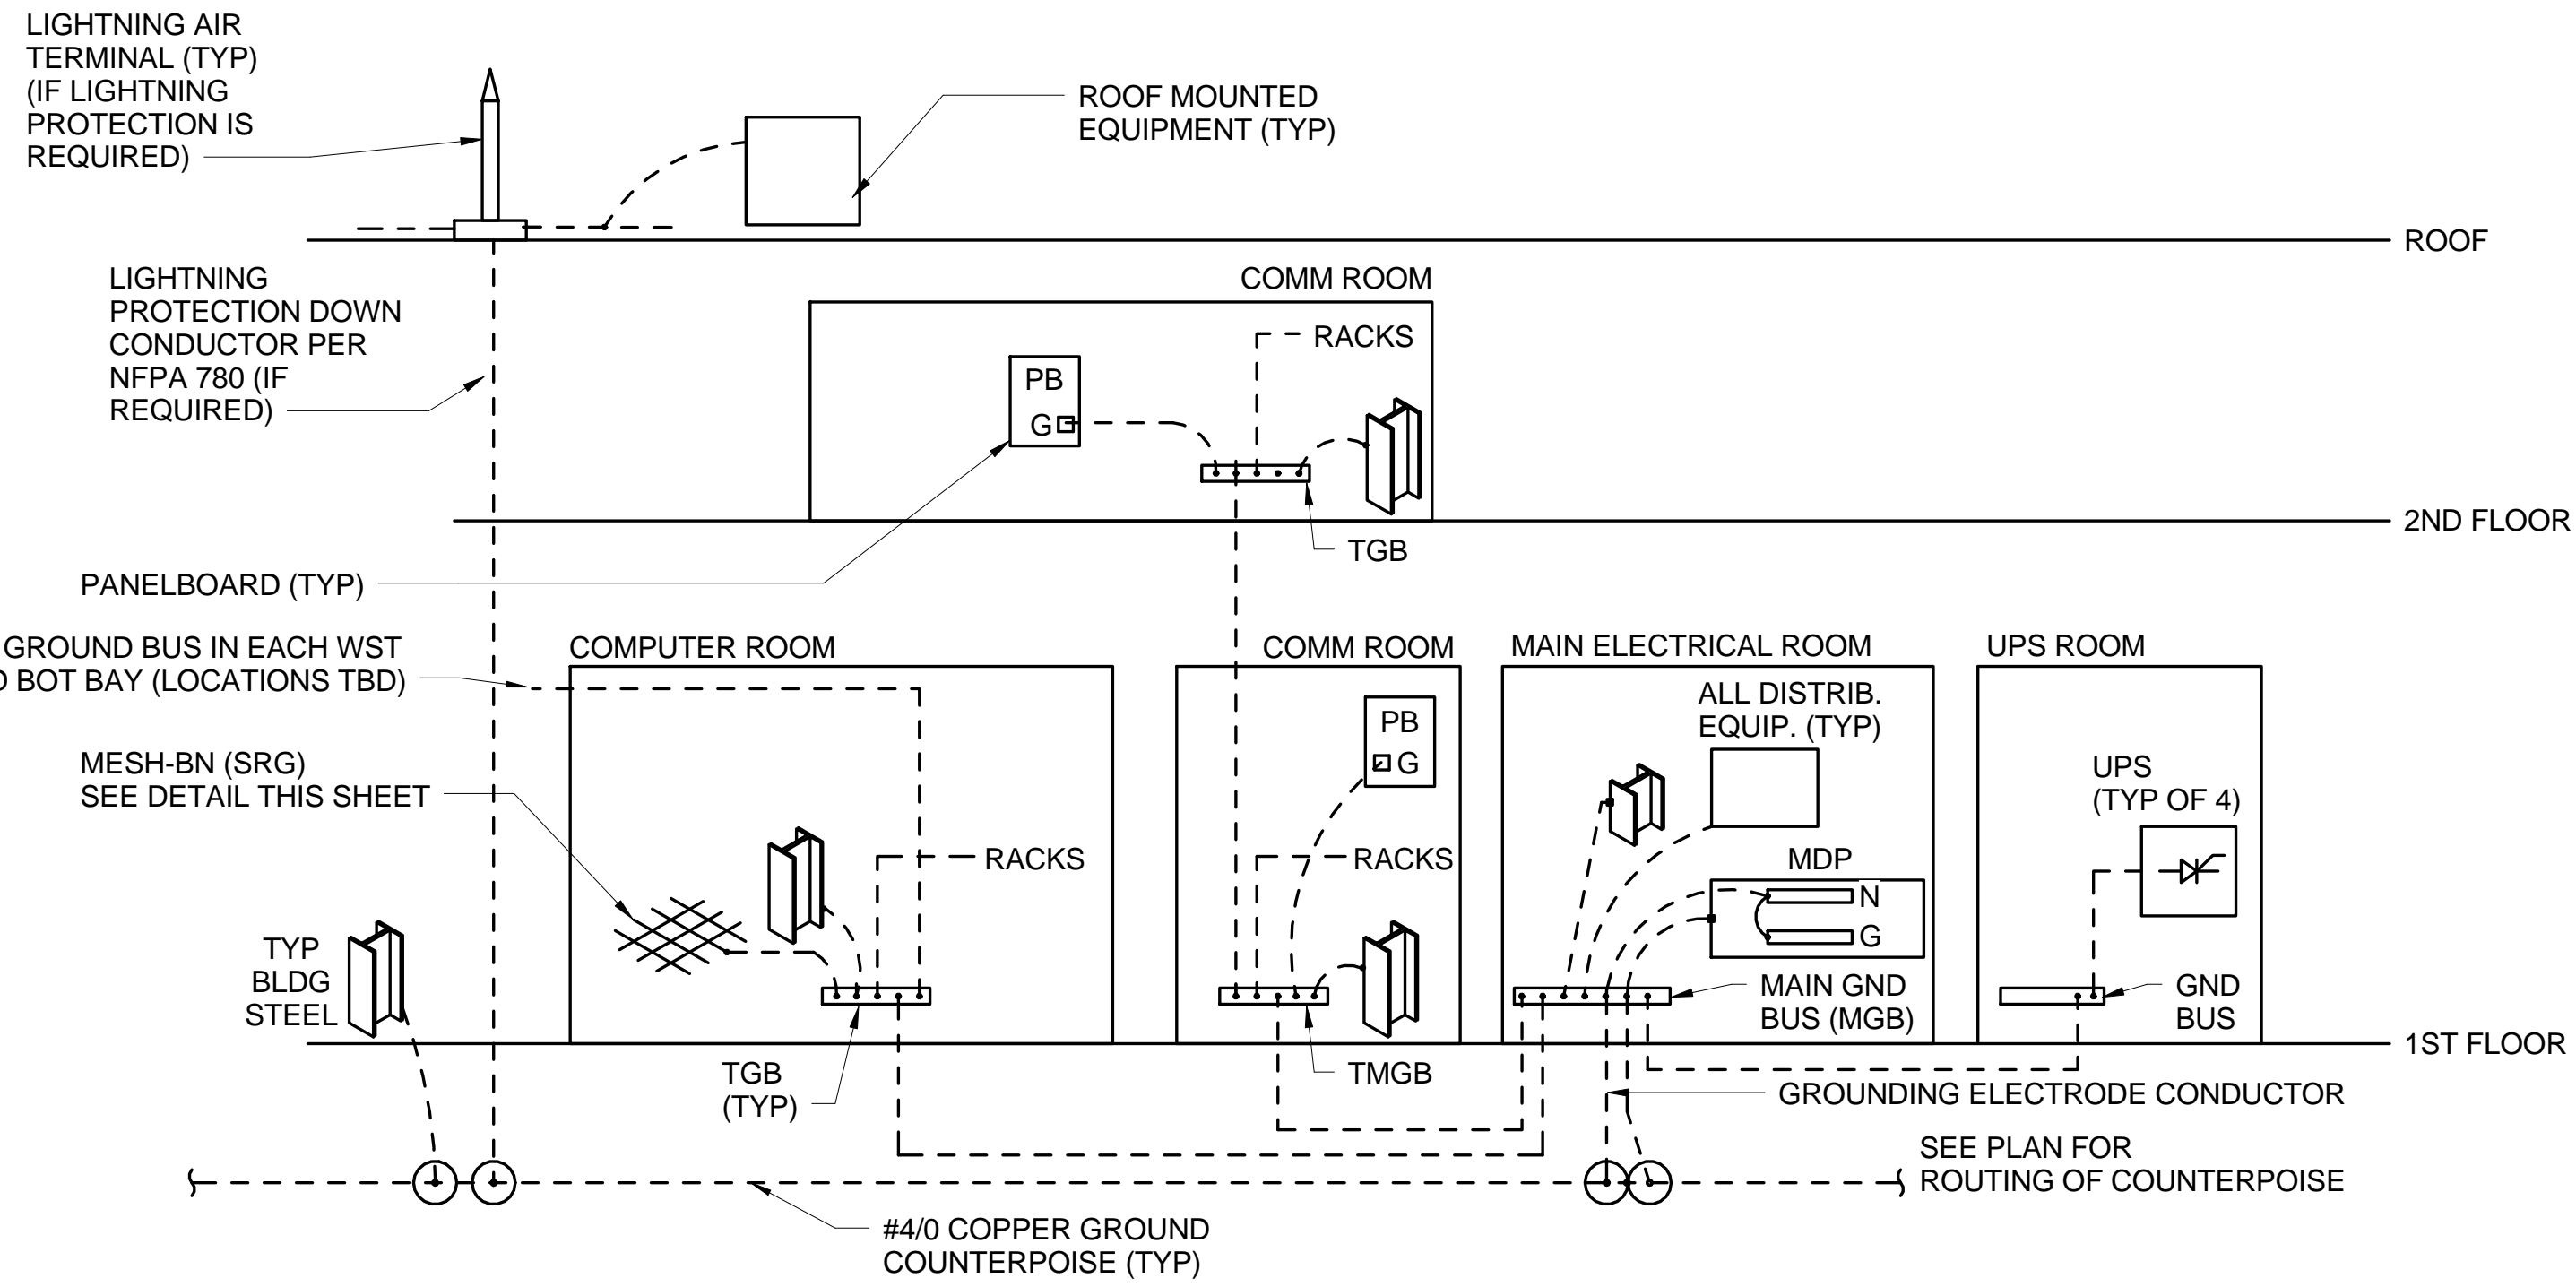 LIGHTNING AIR
TERMINAL (TYP)
(IF LIGHTNING
PROTECTION IS
REQUIRED)
ROOF MOUNTED
EQUIPMENT (TYP)
ROOF
LIGHTNING
PROTECTION DOWN
CONDUCTOR PER
NFPA 780 (IF
REQUIRED)
COMM ROOM
RACKS
PB
G
2ND FLOOR
TGB
PANELBOARD (TYP)
GROUND BUS IN EACH WST
BOT BAY (LOCATIONS TBD)
COMPUTER ROOM
COMM ROOM
MAIN ELECTRICAL ROOM
UPS ROOM
ALL DISTRIB.
EQUIP. (TYP)
PB
G
MESH-BN (SRG)
SEE DETAIL THIS SHEET
UPS
(TYP OF 4)
RACKS
RACKS
MDP
N
G
TYP
BLDG
STEEL
MAIN GND
BUS (MGB)
GND
BUS
1ST FLOOR
TGB
(TYP)
TMGB
GROUNDING ELECTRODE CONDUCTOR
SEE PLAN FOR
ROUTING OF COUNTERPOISE
#4/0 COPPER GROUND
COUNTERPOISE (TYP)